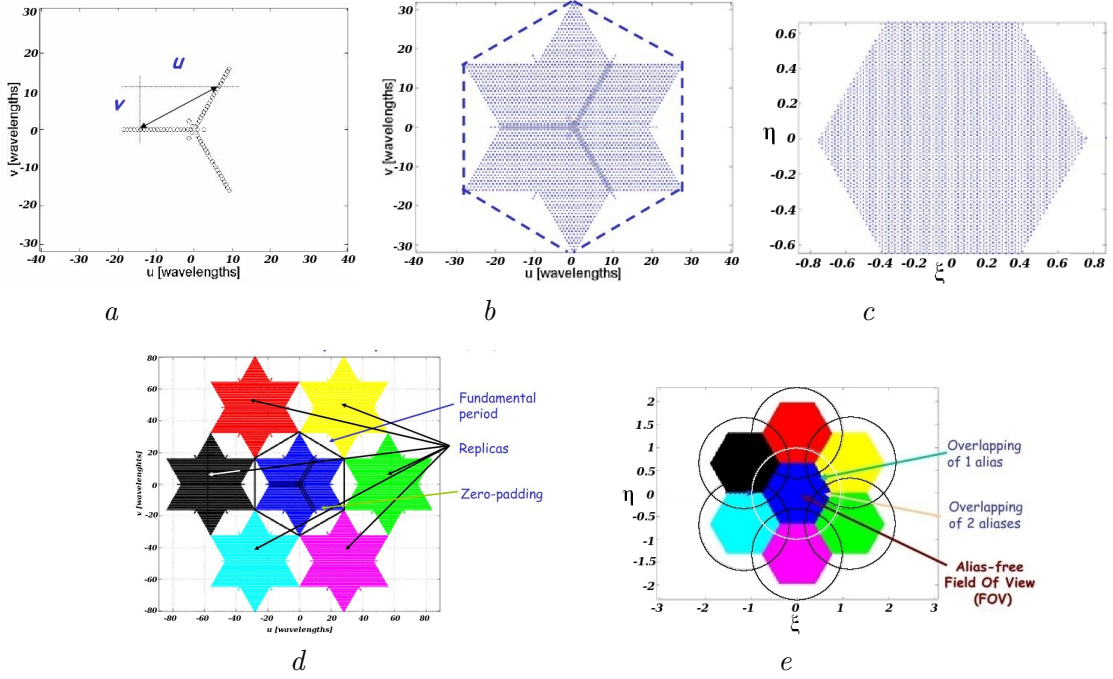 30
20
10
0
-10
-20
-30
v [wavelengths]
u
v
-40 -30 -20 -10 0 10 20 30 40
u [wavelengths]
a
30
20
10
0
-10
-20
-30
v [wavelengths]
-40 -30 -20 -10 0 10 20 30 40
u [wavelengths]
b
0.6
0.4
0.2
0
-0.2
-0.4
-0.6
η
-0.8 -0.6 -0.4 -0.2 0 0.2 0.4 0.6 0.8
ξ
c
80
60
40
20
0
-20
-40
-60
-80
-80 -60 -40 -20 0 20 40 60 80
u [wavelengths]
Fundamental
period
Replicas
Zero-padding
d
2
1.5
1
0.5
0
-0.5
-1
-1.5
-2
η
-3 -2 -1 0 1 2 3
ξ
Overlapping
of 1 alias
Overlapping
of 2 aliases
Alias-free
Field Of View
(FOV)
e